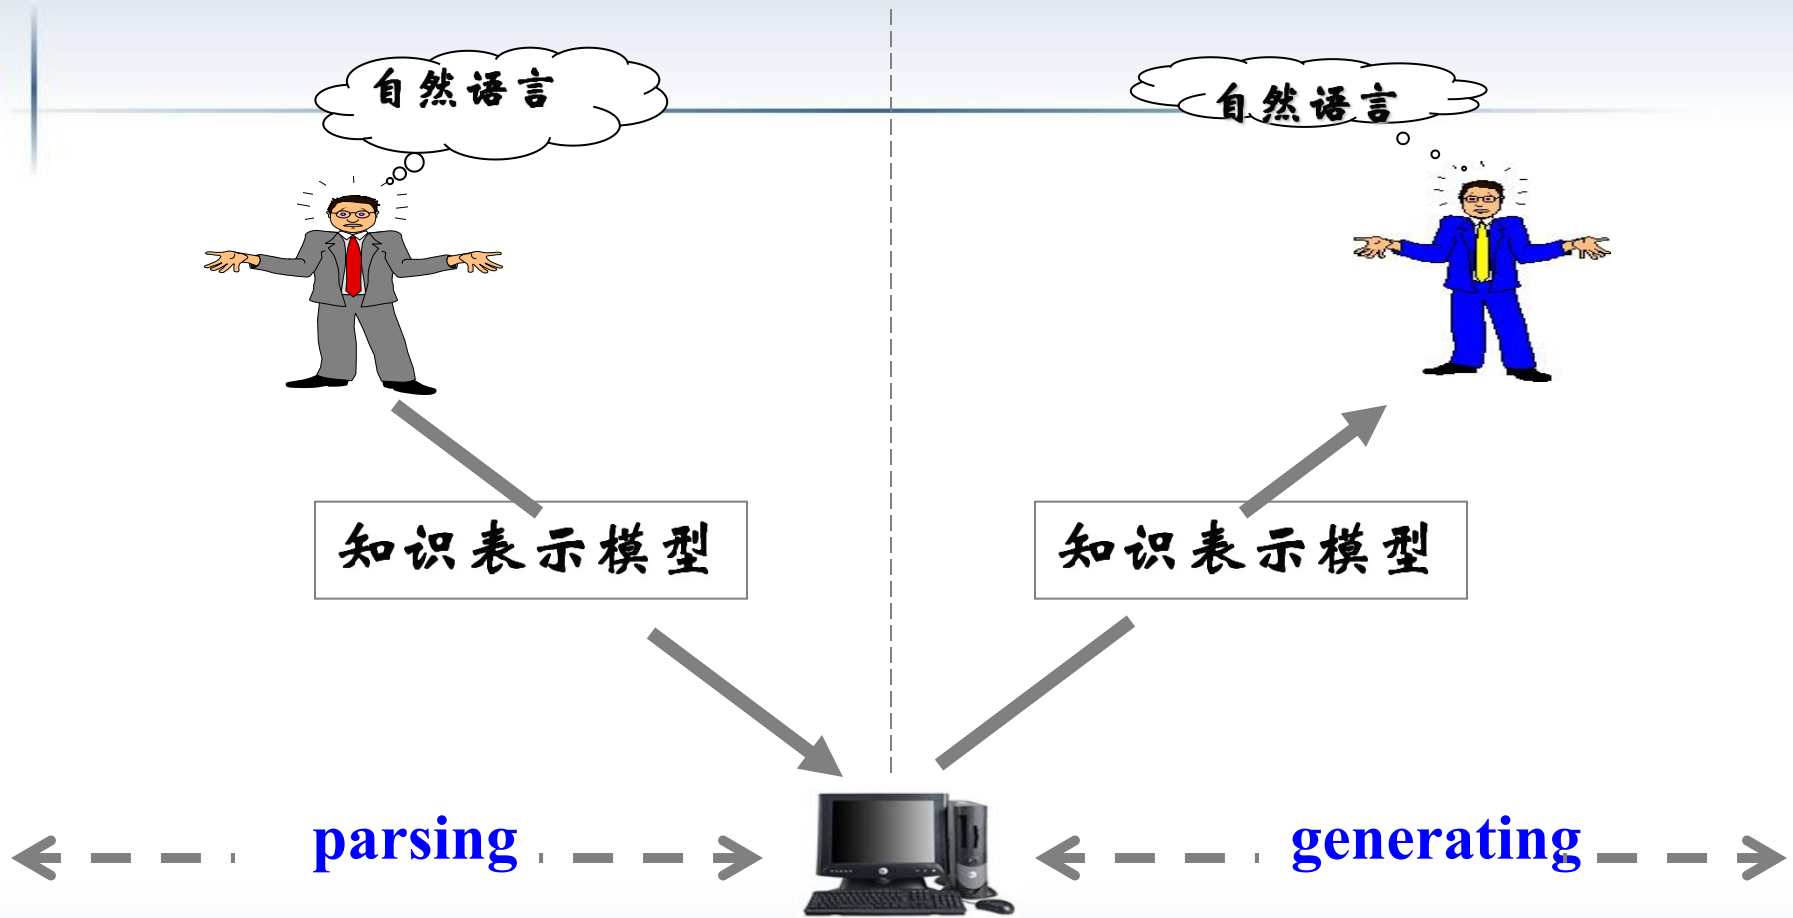 自然语言
自然语言
知识表示模型
知识表示模型
parsing
generating